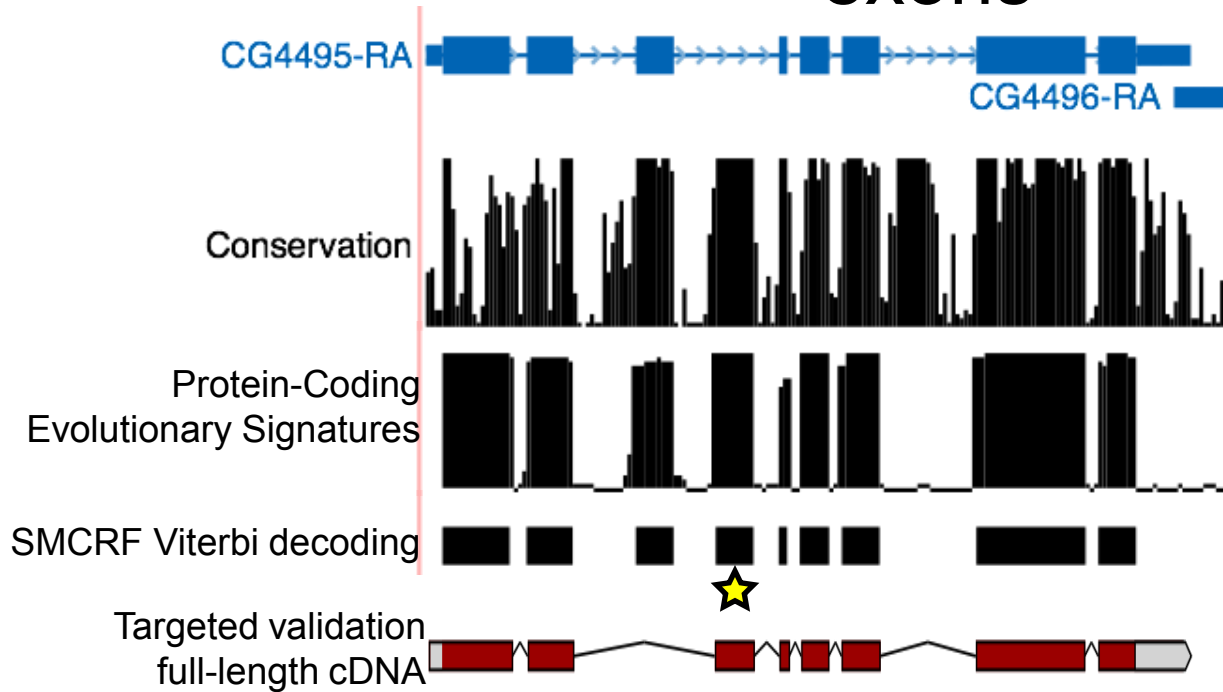 CG4495-RA
CG4496-RA
Conservation
Protein-Coding
Evolutionary Signatures
SMCRF Viterbi decoding
Targeted validation
full-length cDNA